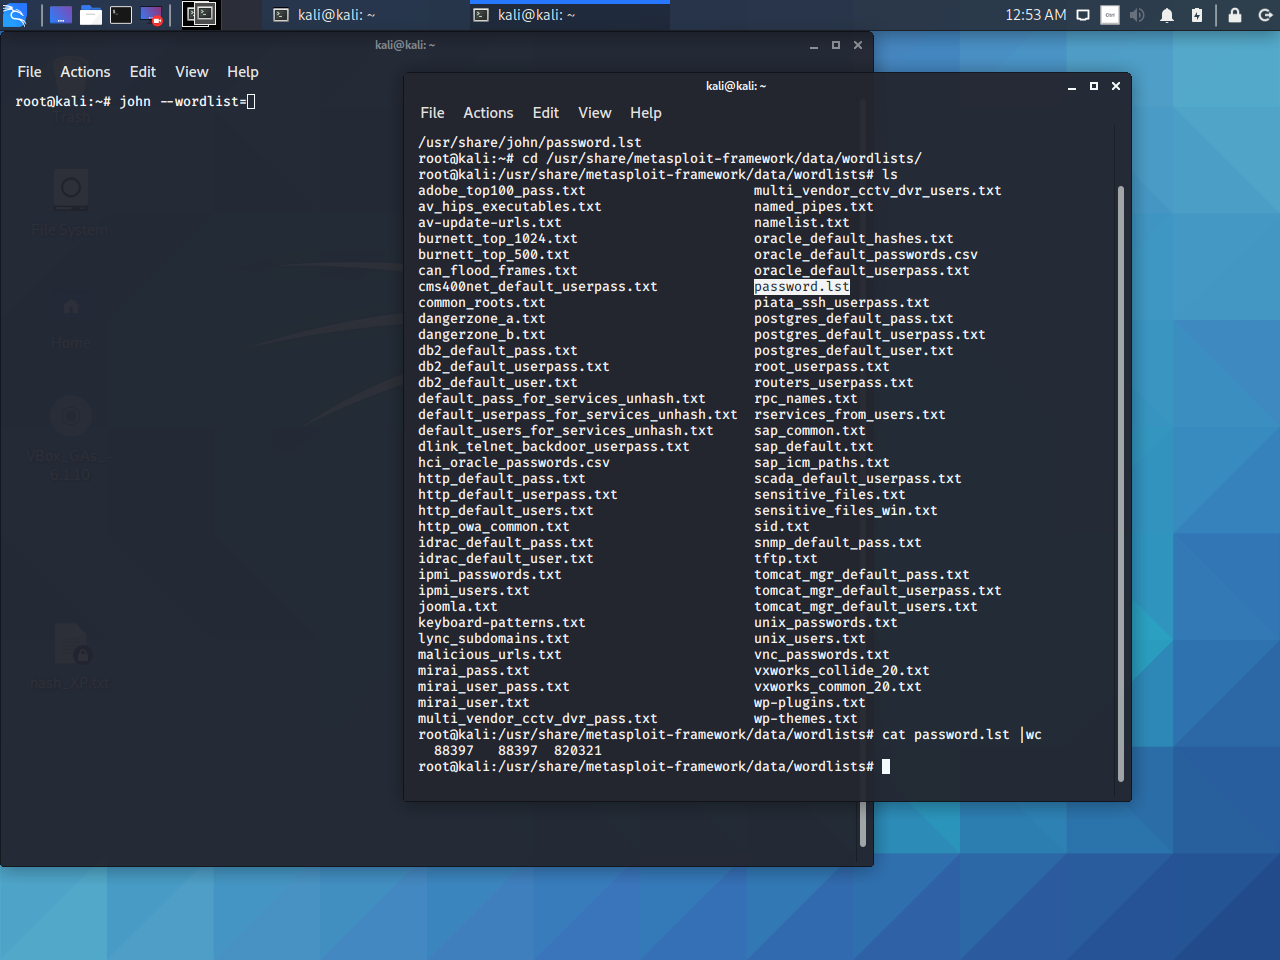 kali@kali: ~
kali@kali: ~
12:53 AM
Ctrl
kali@kali: ~
File Actions Edit View Help
root@kali:~# john --wordlist=
Trash
File System
Home
VBox_GAs_
6.1.10
hash_XP.txt
kali@kali: ~
File Actions Edit View Help
/usr/share/john/password.lst
root@kali:~# cd /usr/share/metasploit-framework/data/wordlists/
root@kali:/usr/share/metasploit-framework/data/wordlists# ls
adobe_top100_pass.txt multi_vendor_cctv_dvr_users.txt
av_hips_executables.txt named_pipes.txt
av-update-urls.txt namelist.txt
burnett_top_1024.txt oracle_default_hashes.txt
burnett_top_500.txt oracle_default_passwords.csv
can_flood_frames.txt oracle_default_userpass.txt
cms400net_default_userpass.txt password.lst
common_roots.txt piata_ssh_userpass.txt
dangerzone_a.txt postgres_default_pass.txt
dangerzone_b.txt postgres_default_userpass.txt
db2_default_pass.txt postgres_default_user.txt
db2_default_userpass.txt root_userpass.txt
db2_default_user.txt routers_userpass.txt
default_pass_for_services_unhash.txt rpc_names.txt
default_userpass_for_services_unhash.txt rservices_from_users.txt
default_users_for_services_unhash.txt sap_common.txt
dlink_telnet_backdoor_userpass.txt sap_default.txt
hci_oracle_passwords.csv sap_icm_paths.txt
http_default_pass.txt scada_default_userpass.txt
http_default_userpass.txt sensitive_files.txt
http_default_users.txt sensitive_files_win.txt
http_owa_common.txt sid.txt
idrac_default_pass.txt snmp_default_pass.txt
idrac_default_user.txt tftp.txt
ipmi_passwords.txt tomcat_mgr_default_pass.txt
ipmi_users.txt tomcat_mgr_default_userpass.txt
joomla.txt tomcat_mgr_default_users.txt
keyboard-patterns.txt unix_passwords.txt
lync_subdomains.txt unix_users.txt
malicious_urls.txt vnc_passwords.txt
mirai_pass.txt vxworks_collide_20.txt
mirai_user_pass.txt vxworks_common_20.txt
mirai_user.txt wp-plugins.txt
multi_vendor_cctv_dvr_pass.txt wp-themes.txt
root@kali:/usr/share/metasploit-framework/data/wordlists# cat password.lst |wc
88397 88397 820321
root@kali:/usr/share/metasploit-framework/data/wordlists#